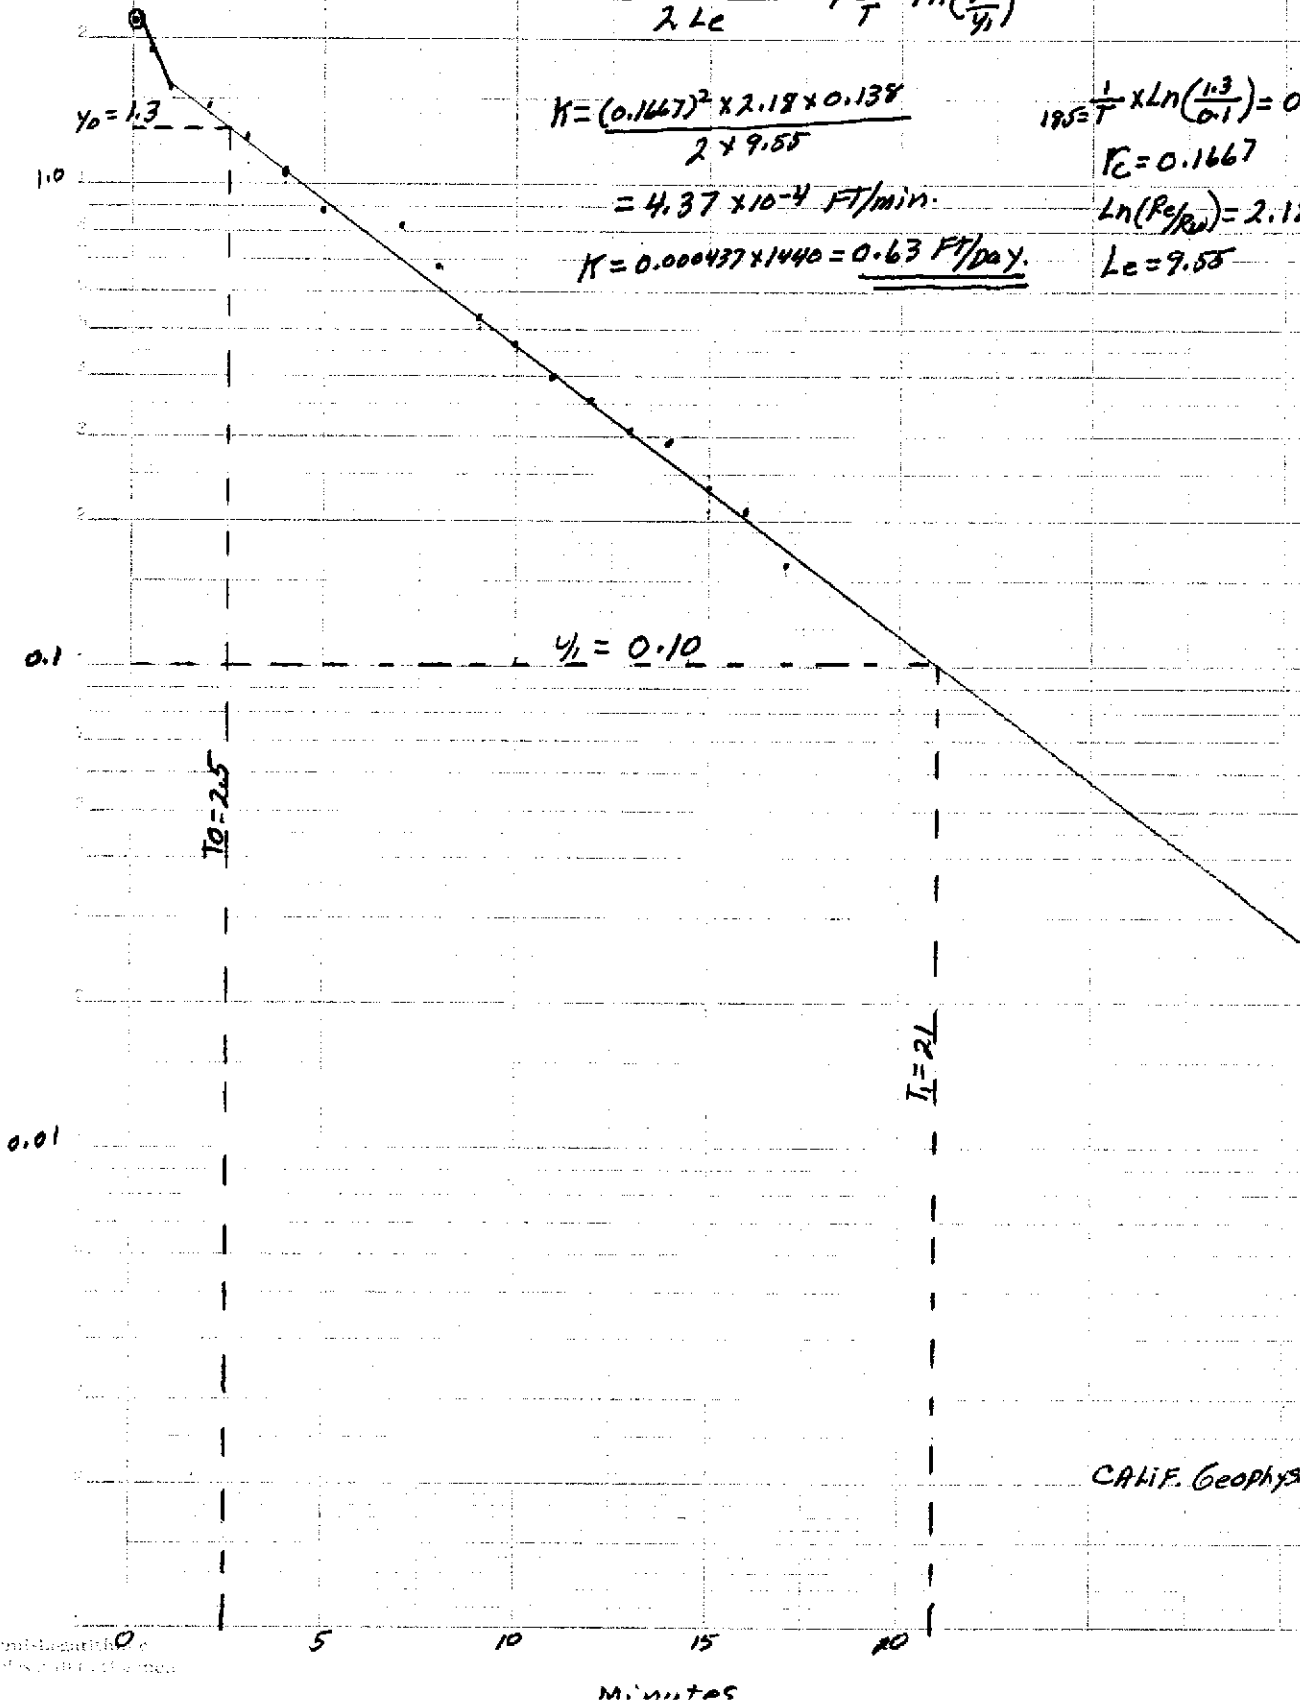 2 Le
y0 = 1.3
K = (0.1667)² x 2.18 x 0.138
2 x 9.55
= 4.37 x 10-4 FT/min.
K = 0.000437 x 1440 = 0.63 FT/Day.
185= 1/T x Ln(1.3/0.1) = 0
rc = 0.1667
Ln(Re/Rw) = 2.18
Le = 9.55
1.0
0.1
y1 = 0.10
T0 = 2.5
T1 = 21
0.01
CALIF. Geophys
0 5 10 15 20
Minutes